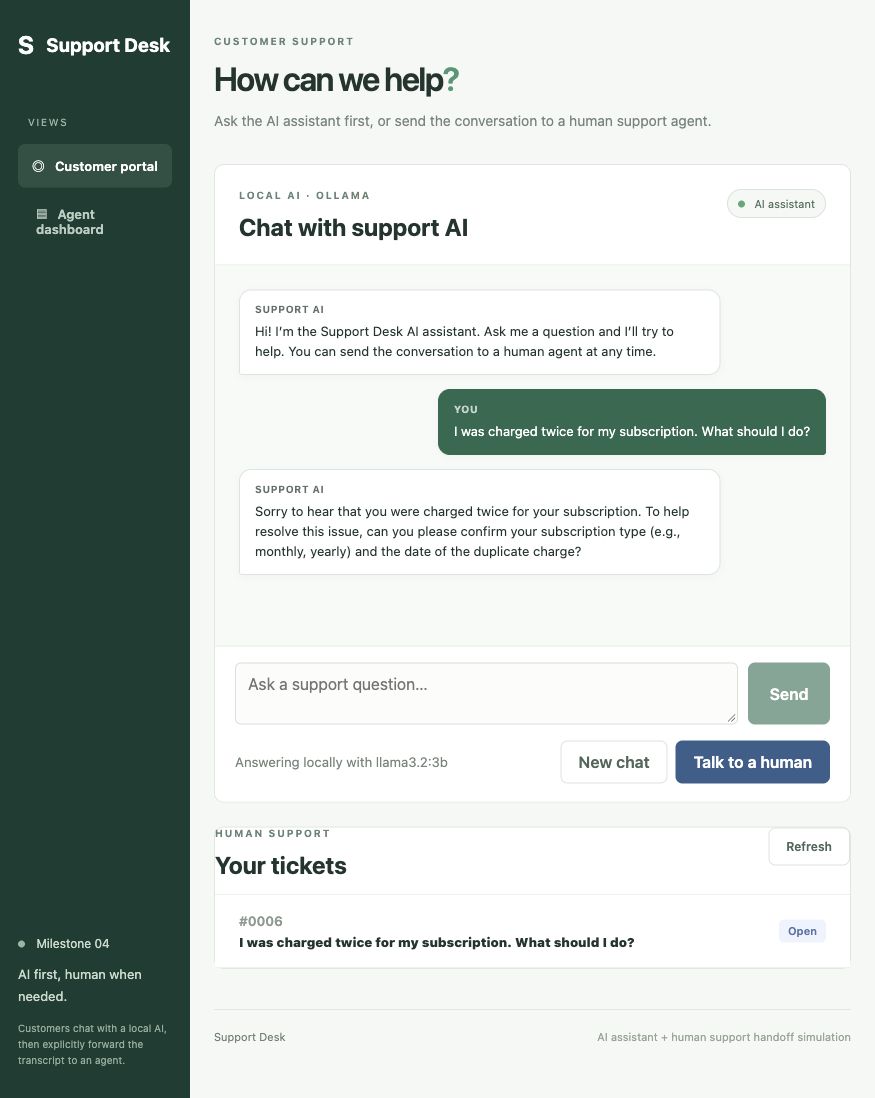 S Support Desk
VIEWS
Customer portal
Agent
dashboard
Milestone 04
AI first, human when
needed.
Customers chat with a local AI,
then explicitly forward the
transcript to an agent.
CUSTOMER SUPPORT
How can we help?
Ask the AI assistant first, or send the conversation to a human support agent.
LOCAL AI · OLLAMA
Chat with support AI
AI assistant
SUPPORT AI
Hi! I'm the Support Desk AI assistant. Ask me a question and I'll try to
help. You can send the conversation to a human agent at any time.
YOU
I was charged twice for my subscription. What should I do?
SUPPORT AI
Sorry to hear that you were charged twice for your subscription. To help
resolve this issue, can you please confirm your subscription type (e.g.,
monthly, yearly) and the date of the duplicate charge?
Ask a support question...
Send
Answering locally with llama3.2:3b
New chat
Talk to a human
HUMAN SUPPORT
Your tickets
Refresh
#0006
I was charged twice for my subscription. What should I do?
Open
Support Desk
AI assistant + human support handoff simulation